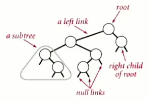 root
a left link
a subtree
right child
of root
null links